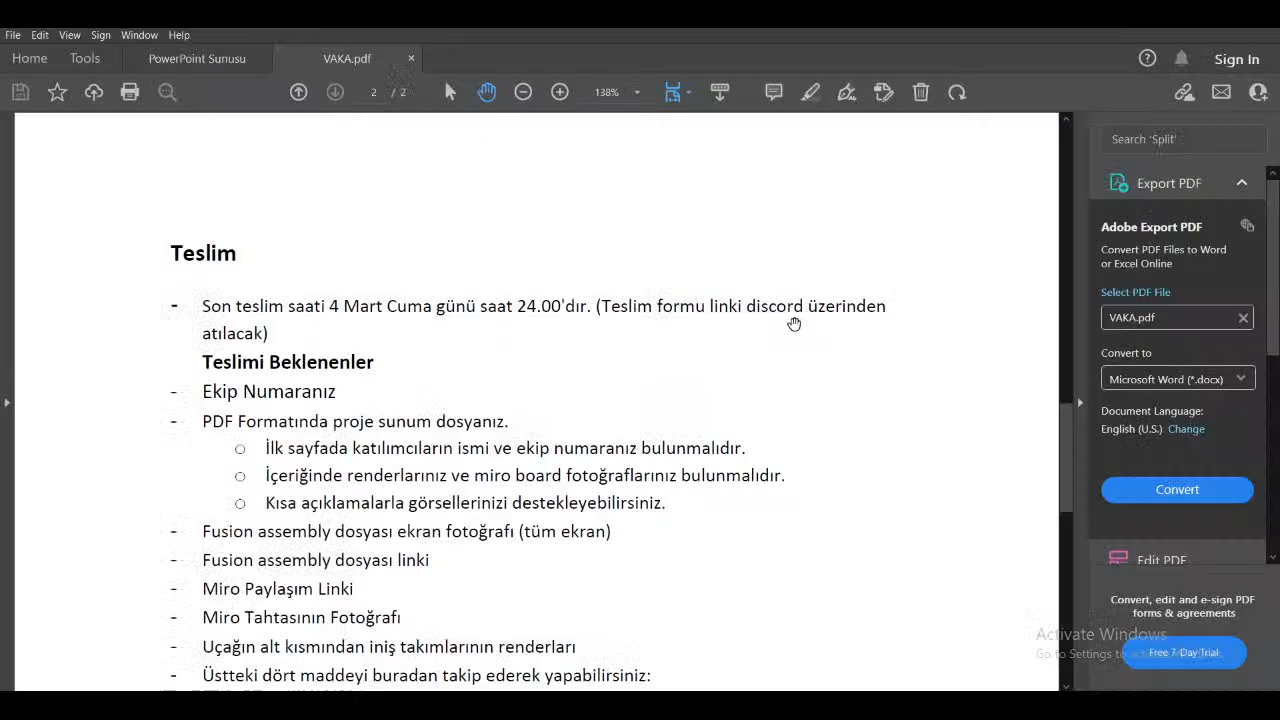 File Edit View Sign Window Help
Home Tools PowerPoint Sunusu VAKA.pdf × Sign In
2 / 2 138%
Search 'Split'
Export PDF
Adobe Export PDF
Convert PDF Files to Word
or Excel Online
Select PDF File
VAKA.pdf
Convert to
Microsoft Word (*.docx)
Document Language:
English (U.S.) Change
Convert
Edit PDF
Convert, edit and e-sign PDF
forms & agreements
Free 7-Day Trial
Activate Windows
Go to Settings to
Teslim
- Son teslim saati 4 Mart Cuma günü saat 24.00'dır. (Teslim formu linki discord üzerinden
atılacak)
Teslimi Beklenenler
- Ekip Numaranız
- PDF Formatında proje sunum dosyanız.
○ İlk sayfada katılımcıların ismi ve ekip numaranız bulunmalıdır.
○ İçeriğinde renderlarınız ve miro board fotoğraflarınız bulunmalıdır.
○ Kısa açıklamalarla görsellerinizi destekleyebilirsiniz.
- Fusion assembly dosyası ekran fotoğrafı (tüm ekran)
- Fusion assembly dosyası linki
- Miro Paylaşım Linki
- Miro Tahtasının Fotoğrafı
- Uçağın alt kısmından iniş takımlarının renderları
- Üstteki dört maddeyi buradan takip ederek yapabilirsiniz: